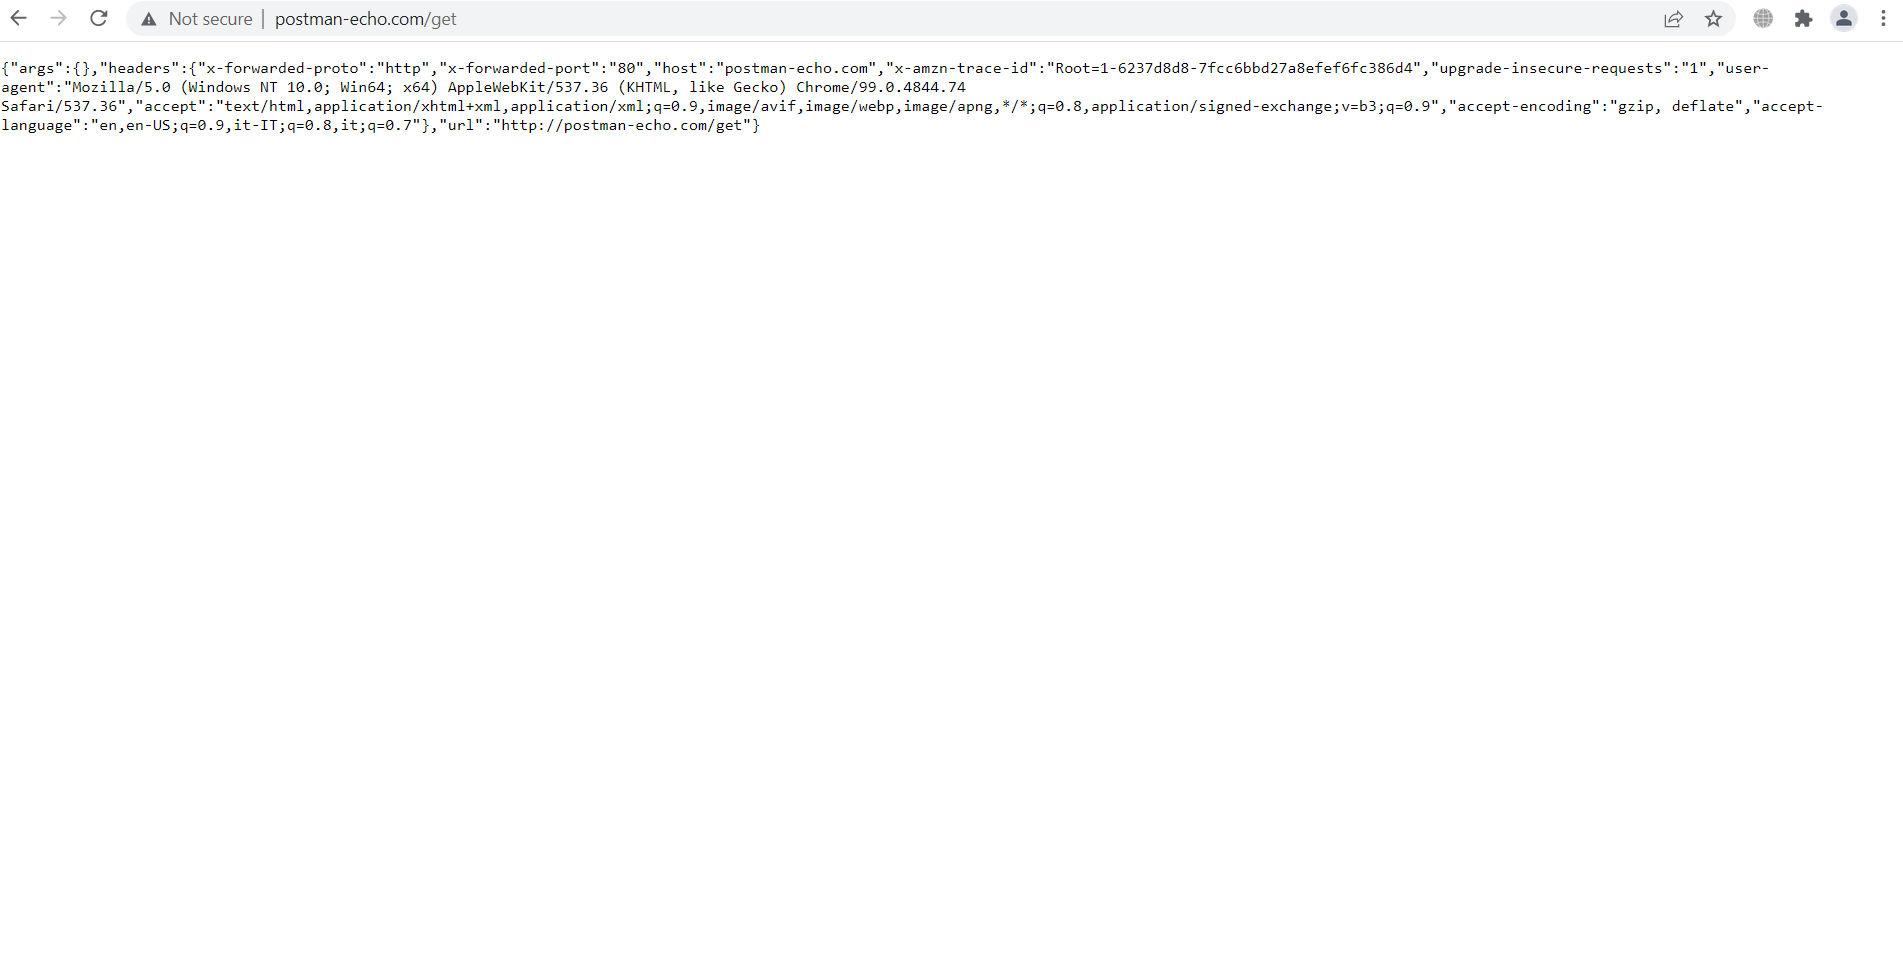 Not secure | postman-echo.com/get
{"args":{},"headers":{"x-forwarded-proto":"http","x-forwarded-port":"80","host":"postman-echo.com","x-amzn-trace-id":"Root=1-6237d8d8-7fcc6bbd27a8efef6fc386d4","upgrade-insecure-requests":"1","user-
agent":"Mozilla/5.0 (Windows NT 10.0; Win64; x64) AppleWebKit/537.36 (KHTML, like Gecko) Chrome/99.0.4844.74
Safari/537.36","accept":"text/html,application/xhtml+xml,application/xml;q=0.9,image/avif,image/webp,image/apng,*/*;q=0.8,application/signed-exchange;v=b3;q=0.9","accept-encoding":"gzip, deflate","accept-
language":"en,en-US;q=0.9,it-IT;q=0.8,it;q=0.7"},"url":"http://postman-echo.com/get"}